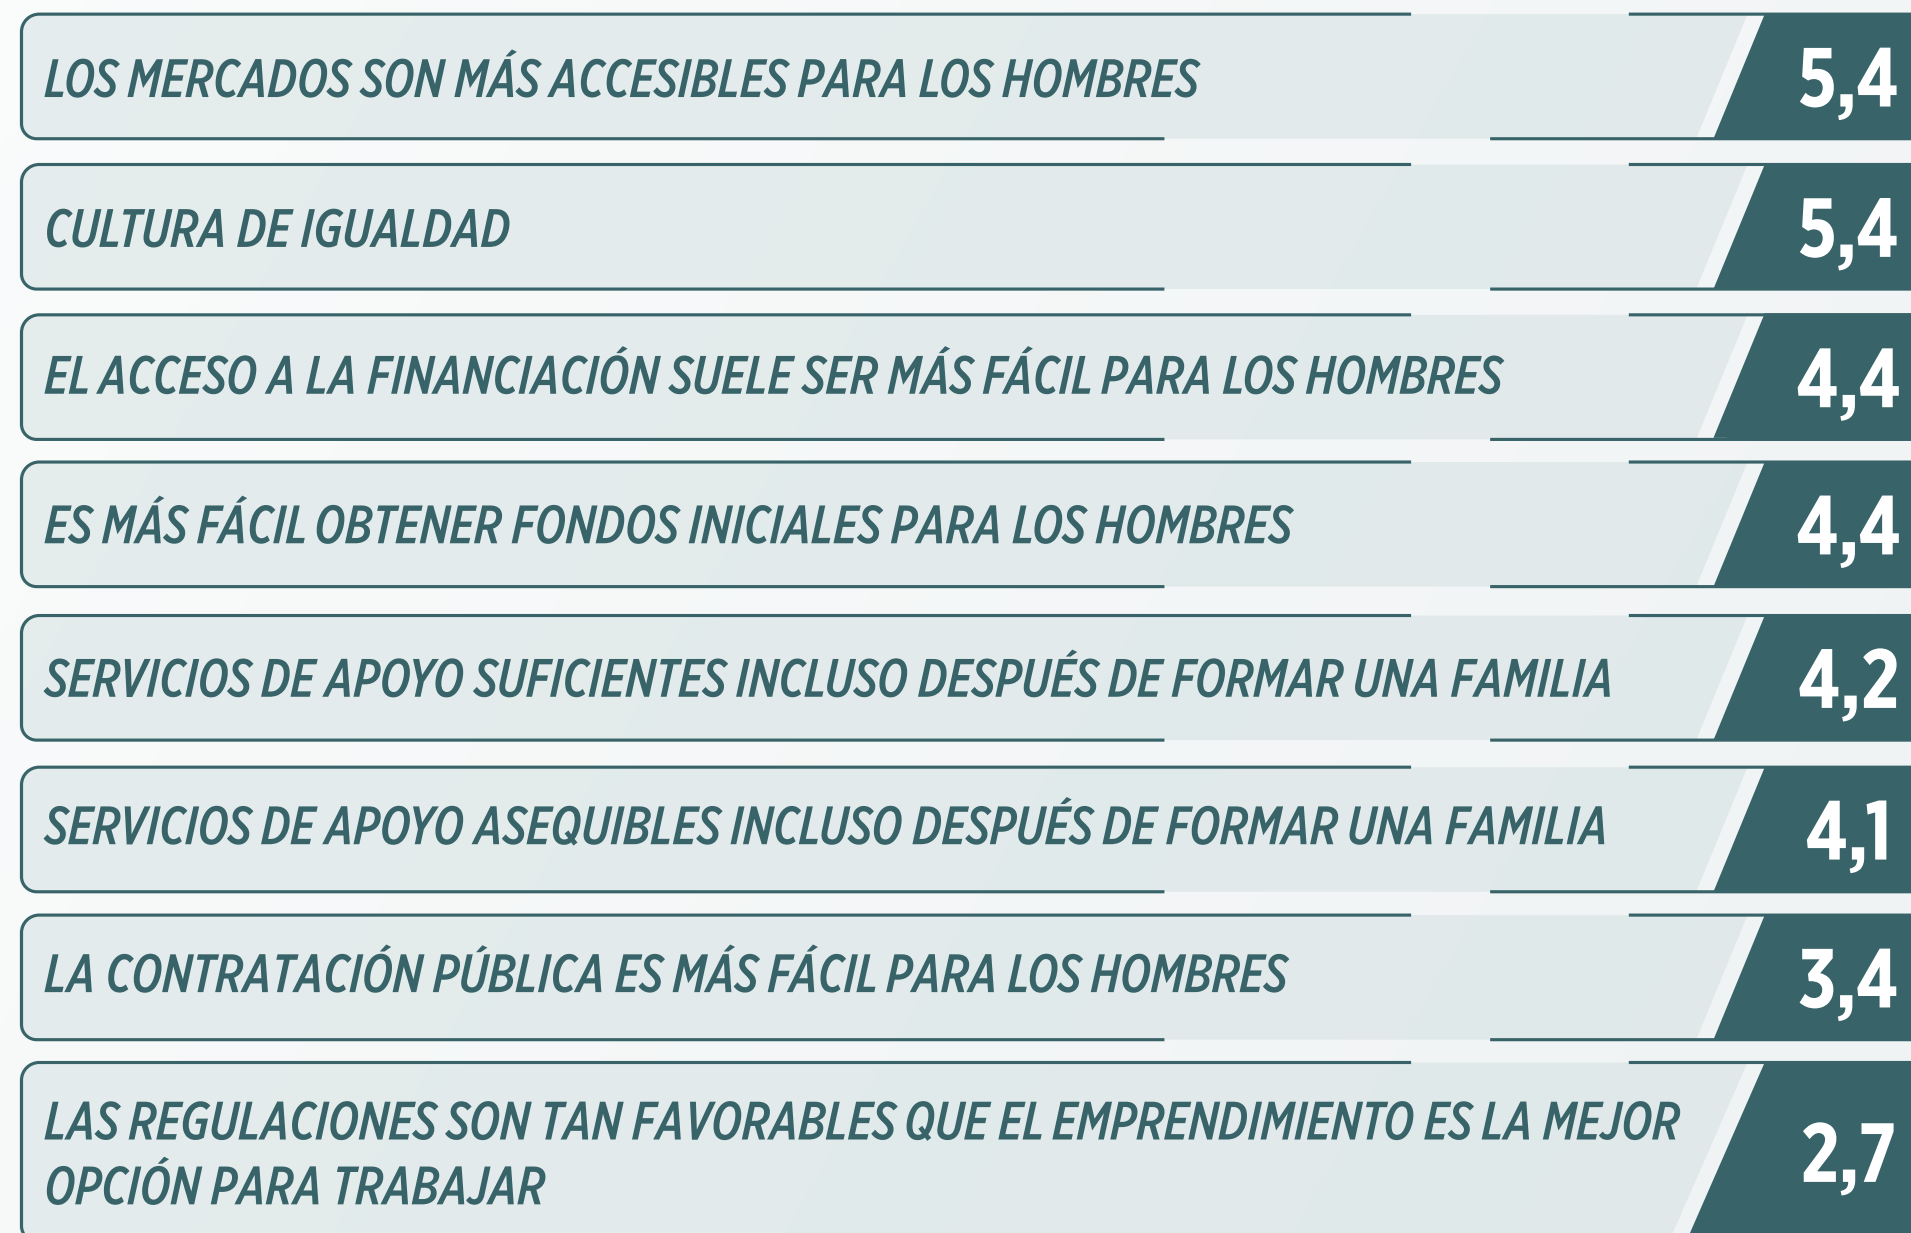 LOS MERCADOS SON MÁS ACCESIBLES PARA LOS HOMBRES 5,4
CULTURA DE IGUALDAD 5,4
EL ACCESO A LA FINANCIACIÓN SUELE SER MÁS FÁCIL PARA LOS HOMBRES 4,4
ES MÁS FÁCIL OBTENER FONDOS INICIALES PARA LOS HOMBRES 4,4
SERVICIOS DE APOYO SUFICIENTES INCLUSO DESPUÉS DE FORMAR UNA FAMILIA 4,2
SERVICIOS DE APOYO ASEQUIBLES INCLUSO DESPUÉS DE FORMAR UNA FAMILIA 4,1
LA CONTRATACIÓN PÚBLICA ES MÁS FÁCIL PARA LOS HOMBRES 3,4
LAS REGULACIONES SON TAN FAVORABLES QUE EL EMPRENDIMIENTO ES LA MEJOR
OPCIÓN PARA TRABAJAR 2,7